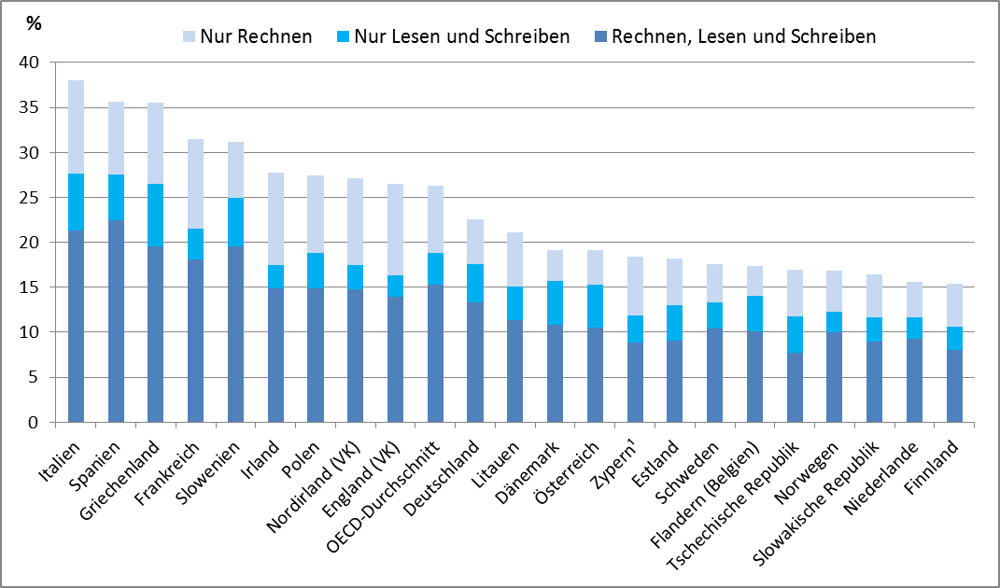 %
Nur Rechnen Nur Lesen und Schreiben Rechnen, Lesen und Schreiben
40
35
30
25
20
15
10
5
0
Italien
Spanien
Griechenland
Frankreich
Slowenien
Irland
Polen
Nordirland (VK)
England (VK)
OECD-Durchschnitt
Deutschland
Litauen
Dänemark
Österreich
Zypern¹
Estland
Schweden
Flandern (Belgien)
Tschechische Republik
Norwegen
Slowakische Republik
Niederlande
Finnland